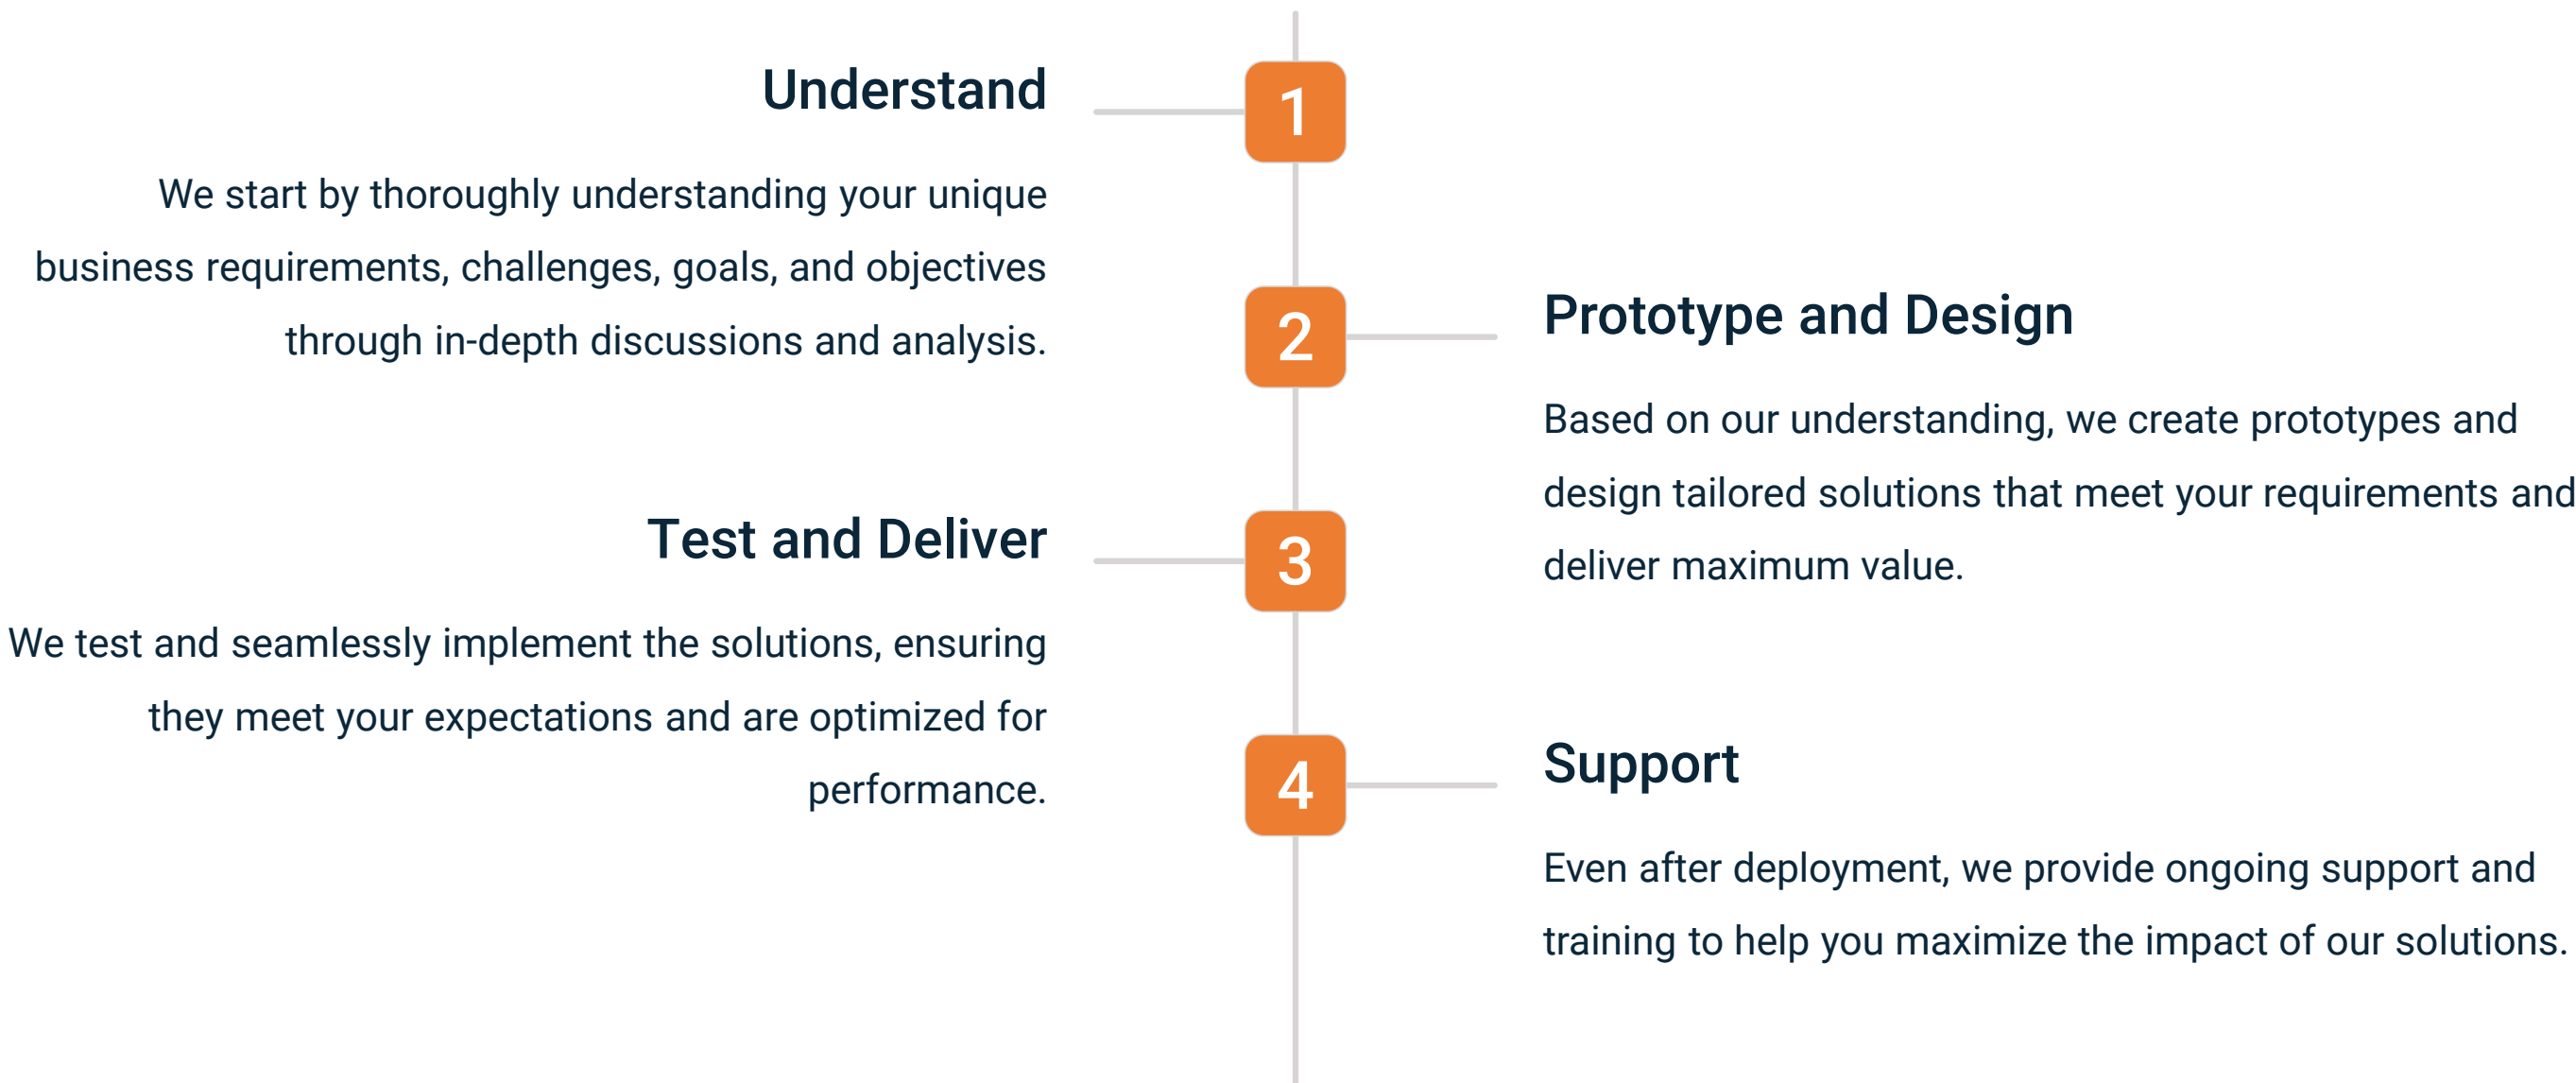 1
Understand
We start by thoroughly understanding your unique
business requirements, challenges, goals, and objectives
through in-depth discussions and analysis.
2
Prototype and Design
Based on our understanding, we create prototypes and
design tailored solutions that meet your requirements and
deliver maximum value.
3
Test and Deliver
We test and seamlessly implement the solutions, ensuring
they meet your expectations and are optimized for
performance.
4
Support
Even after deployment, we provide ongoing support and
training to help you maximize the impact of our solutions.